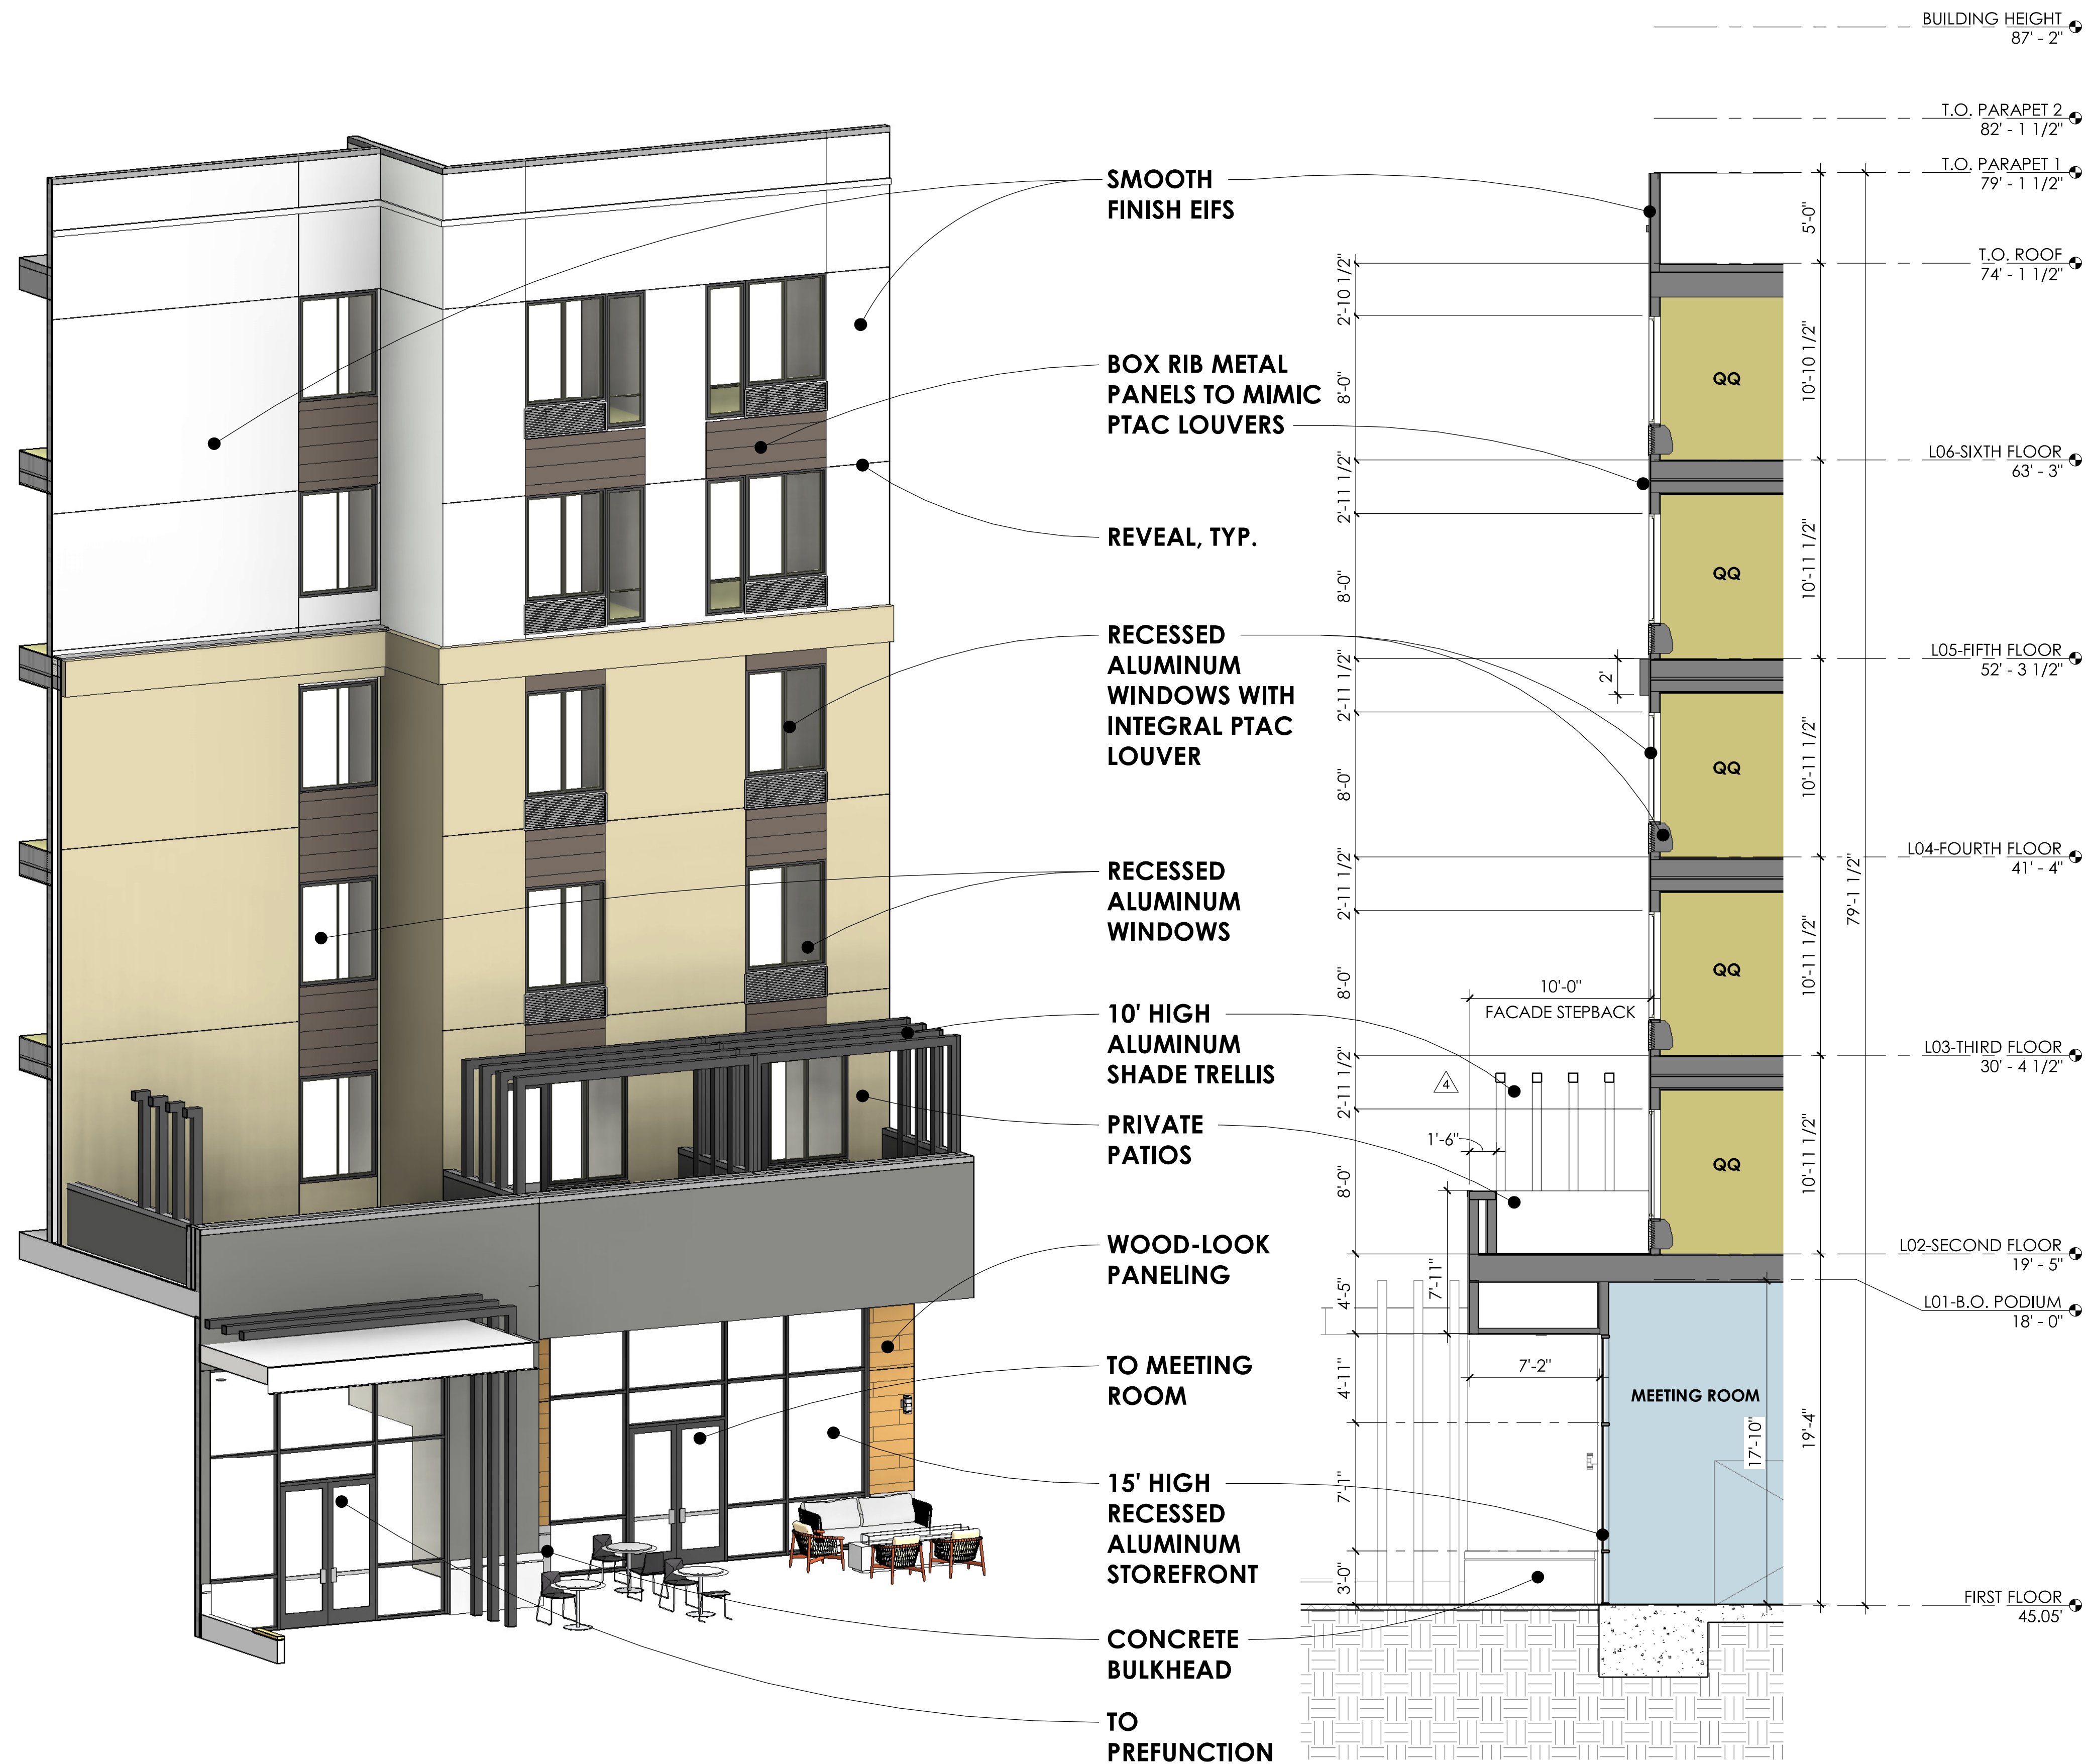 SMOOTH
FINISH EIFS
BOX RIB METAL
PANELS TO MIMIC
PTAC LOUVERS
REVEAL, TYP.
RECESSED
ALUMINUM
WINDOWS WITH
INTEGRAL PTAC
LOUVER
RECESSED
ALUMINUM
WINDOWS
10' HIGH
ALUMINUM
SHADE TRELLIS
PRIVATE
PATIOS
WOOD-LOOK
PANELING
TO MEETING
ROOM
15' HIGH
RECESSED
ALUMINUM
STOREFRONT
CONCRETE
BULKHEAD
TO
PREFUNCTION
2'-10 1/2"
8'-0"
2'-11 1/2"
8'-0"
2'-11 1/2"
8'-0"
2'-11 1/2"
8'-0"
2'-11 1/2"
8'-0"
4'-5"
4'-11"
7'-1"
3'-0"
2'
10'-0"
FACADE STEPBACK
4
1'-6"
7'-11"
7'-2"
QQ
QQ
QQ
QQ
QQ
MEETING ROOM
17'-10"
5'-0"
10'-10 1/2"
10'-11 1/2"
10'-11 1/2"
10'-11 1/2"
10'-11 1/2"
19'-4"
79'-1 1/2"
BUILDING HEIGHT
87' - 2"
T.O. PARAPET 2
82' - 1 1/2"
T.O. PARAPET 1
79' - 1 1/2"
T.O. ROOF
74' - 1 1/2"
L06-SIXTH FLOOR
63' - 3"
L05-FIFTH FLOOR
52' - 3 1/2"
L04-FOURTH FLOOR
41' - 4"
L03-THIRD FLOOR
30' - 4 1/2"
L02-SECOND FLOOR
19' - 5"
L01-B.O. PODIUM
18' - 0"
FIRST FLOOR
45.05'